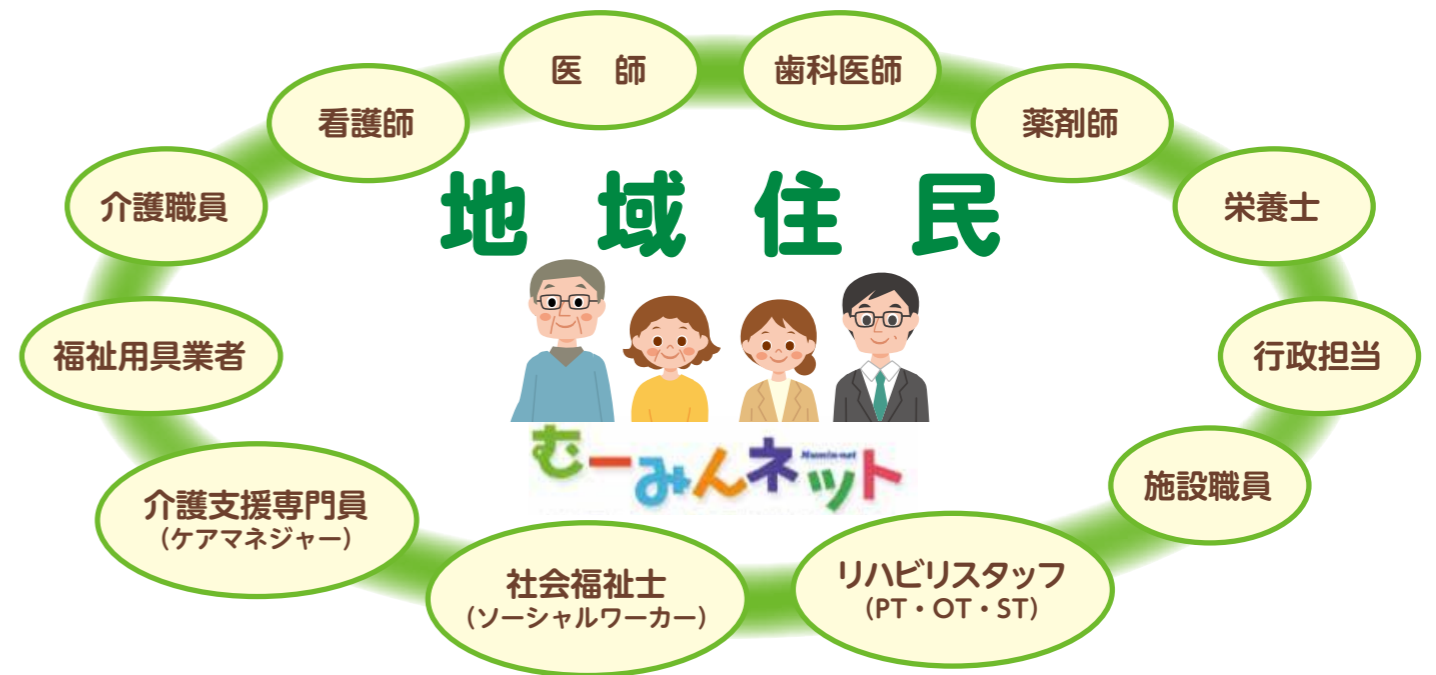 医　師
歯科医師
看護師
薬剤師
介護職員
栄養士
地域住民
福祉用具業者
行政担当
むーみんネット
施設職員
介護支援専門員
（ケアマネジャー）
社会福祉士
（ソーシャルワーカー）
リハビリスタッフ
（PT・OT・ST）